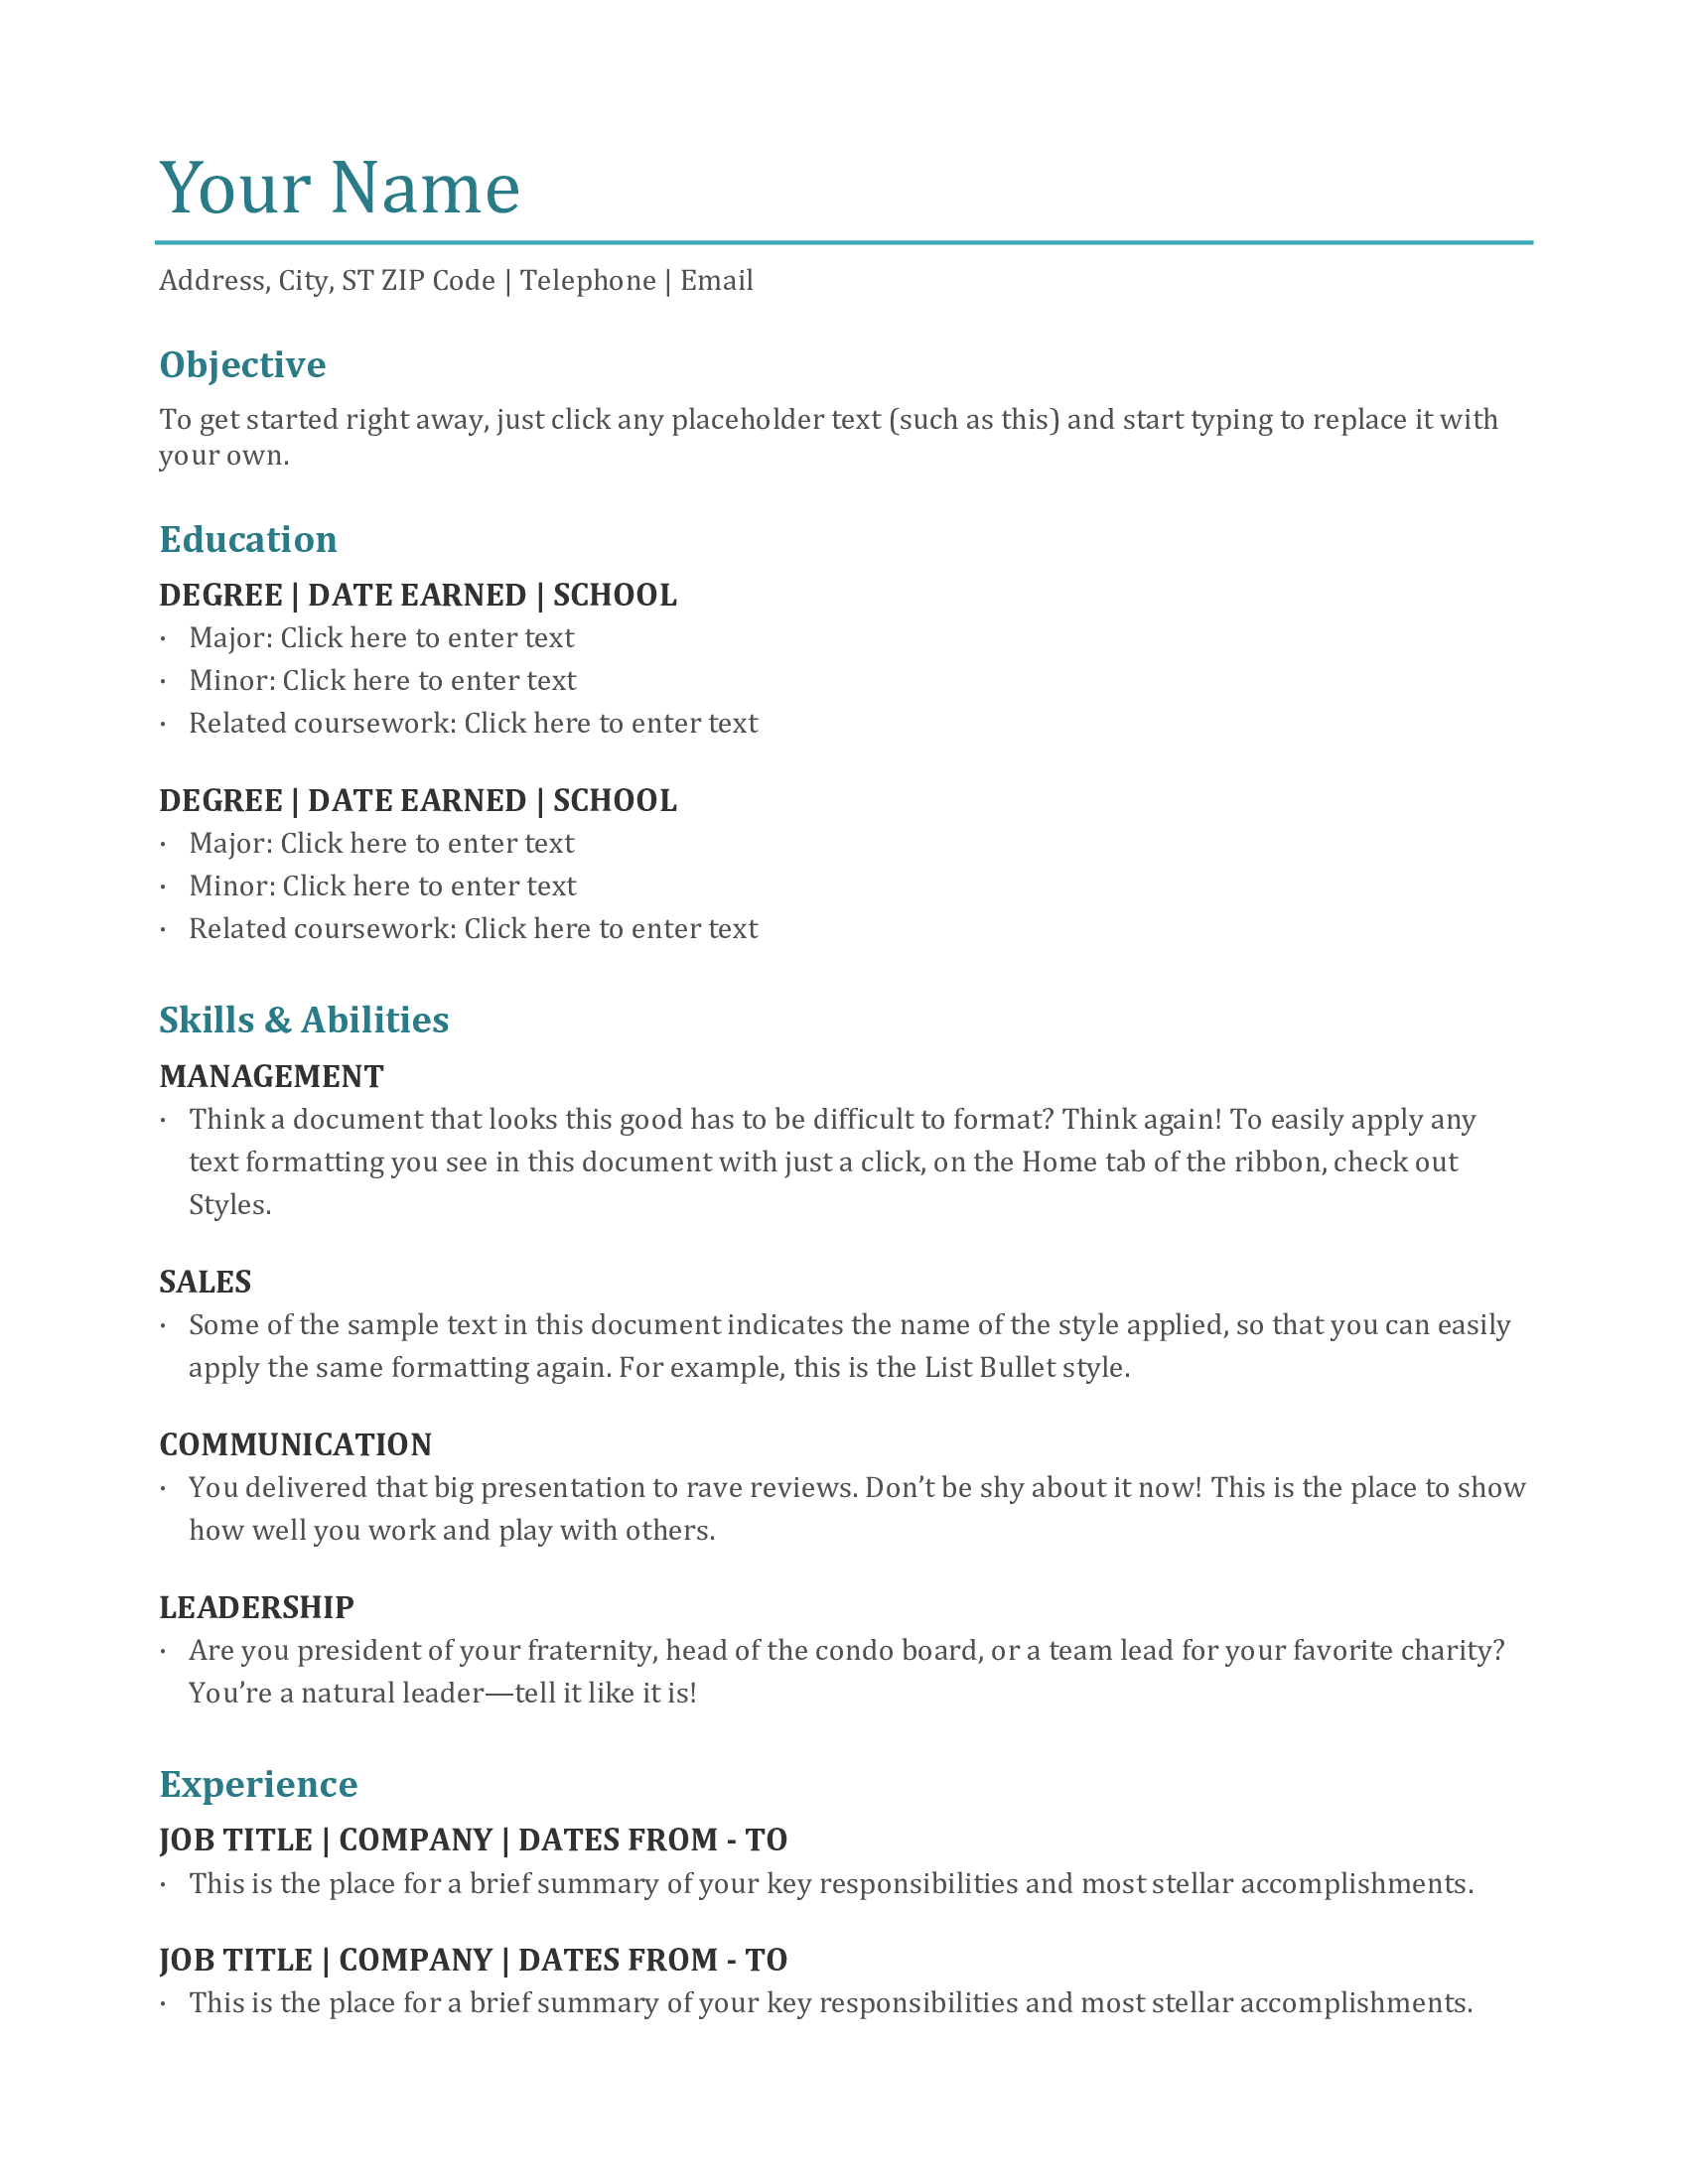 Your Name
Address, City, ST ZIP Code | Telephone | Email
Objective
To get started right away, just click any placeholder text (such as this) and start typing to replace it with
your own.
Education
DEGREE | DATE EARNED | SCHOOL
· Major: Click here to enter text
· Minor: Click here to enter text
· Related coursework: Click here to enter text
DEGREE | DATE EARNED | SCHOOL
· Major: Click here to enter text
· Minor: Click here to enter text
· Related coursework: Click here to enter text
Skills & Abilities
MANAGEMENT
· Think a document that looks this good has to be difficult to format? Think again! To easily apply any
text formatting you see in this document with just a click, on the Home tab of the ribbon, check out
Styles.
SALES
· Some of the sample text in this document indicates the name of the style applied, so that you can easily
apply the same formatting again. For example, this is the List Bullet style.
COMMUNICATION
· You delivered that big presentation to rave reviews. Don’t be shy about it now! This is the place to show
how well you work and play with others.
LEADERSHIP
· Are you president of your fraternity, head of the condo board, or a team lead for your favorite charity?
You’re a natural leader—tell it like it is!
Experience
JOB TITLE | COMPANY | DATES FROM - TO
· This is the place for a brief summary of your key responsibilities and most stellar accomplishments.
JOB TITLE | COMPANY | DATES FROM - TO
· This is the place for a brief summary of your key responsibilities and most stellar accomplishments.